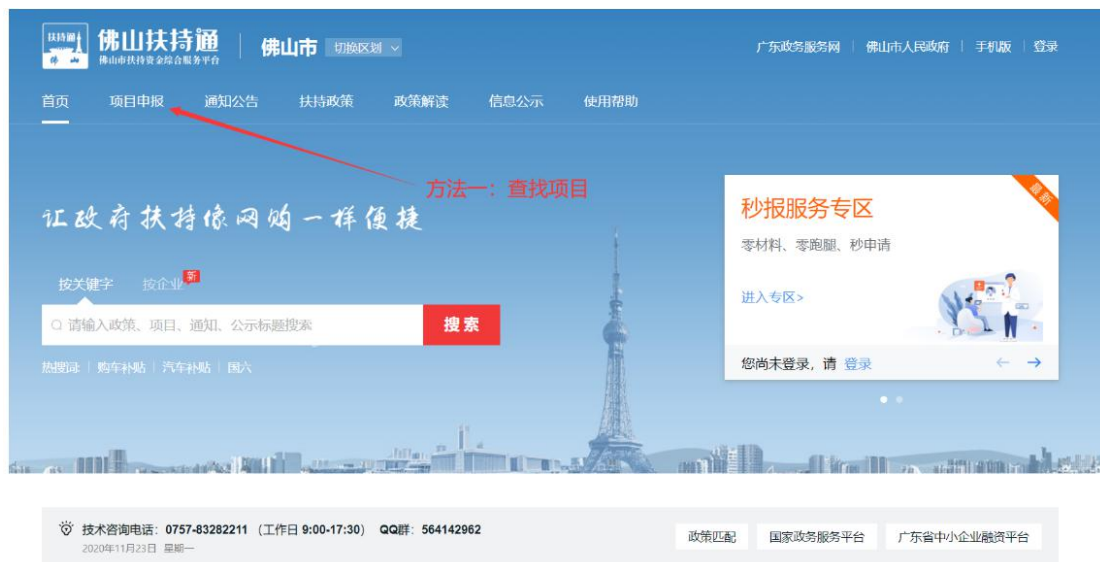 扶持通
佛山扶持通
佛山市扶持资金综合服务平台
佛山市 切换区划
广东政务服务网 佛山市人民政府 手机版 登录
首页 项目申报 通知公告 扶持政策 政策解读 信息公示 使用帮助
方法一：查找项目
让政府扶持像网购一样便捷
按关键字 按企业 新
请输入政策、项目、通知、公示标题搜索 搜索
热搜词： 购车补贴 汽车补贴 国六
最新
秒报服务专区
零材料、零跑腿、秒申请
进入专区>
您尚未登录，请 登录
技术咨询电话：0757-83282211 （工作日 9:00-17:30） QQ群：564142962
2020年11月23日 星期一
政策匹配 国家政务服务平台 广东省中小企业融资平台